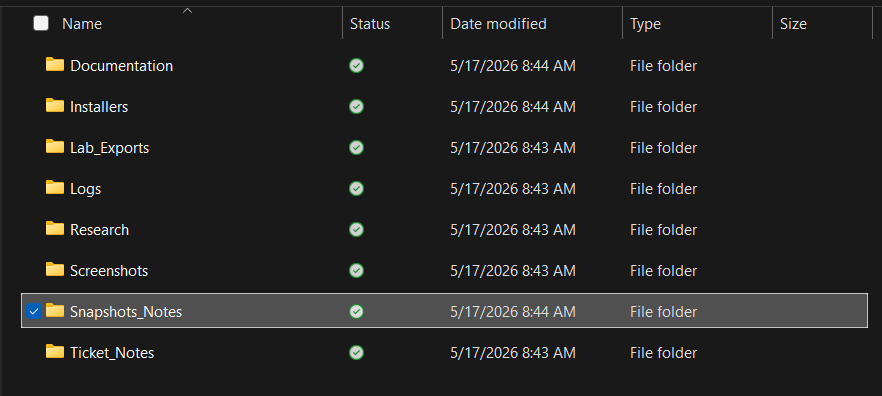 Name Status Date modified Type Size
Documentation 5/17/2026 8:44 AM File folder
Installers 5/17/2026 8:44 AM File folder
Lab_Exports 5/17/2026 8:43 AM File folder
Logs 5/17/2026 8:43 AM File folder
Research 5/17/2026 8:43 AM File folder
Screenshots 5/17/2026 8:43 AM File folder
Snapshots_Notes 5/17/2026 8:44 AM File folder
Ticket_Notes 5/17/2026 8:43 AM File folder